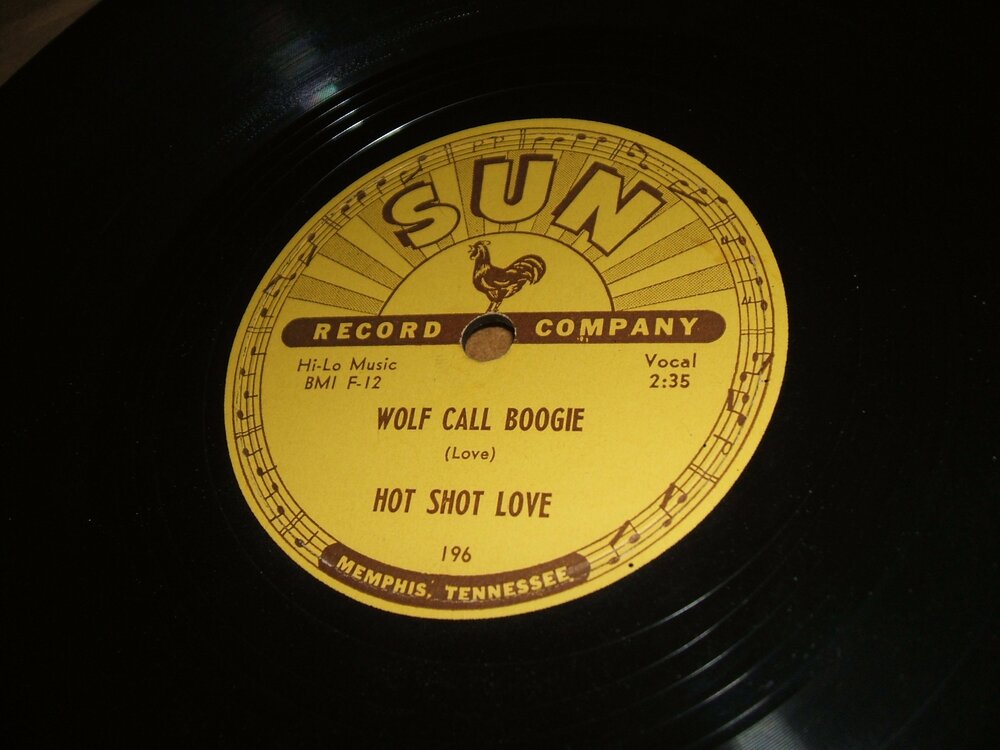 SUN
RECORD COMPANY
Hi-Lo Music
BMI F-12
Vocal
2:35
WOLF CALL BOOGIE
(Love)
HOT SHOT LOVE
196
MEMPHIS, TENNESSEE